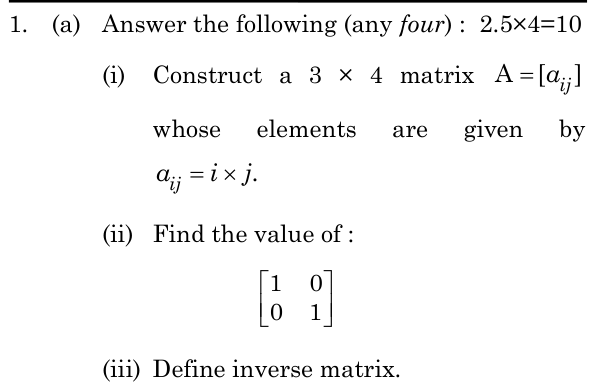 1. (a) Answer the following (any four) : 2.5×4=10
(i) Construct a 3 × 4 matrix A = [aij]
whose elements are given by
aij = i × j.
(ii) Find the value of :
[1 0]
[0 1]
(iii) Define inverse matrix.